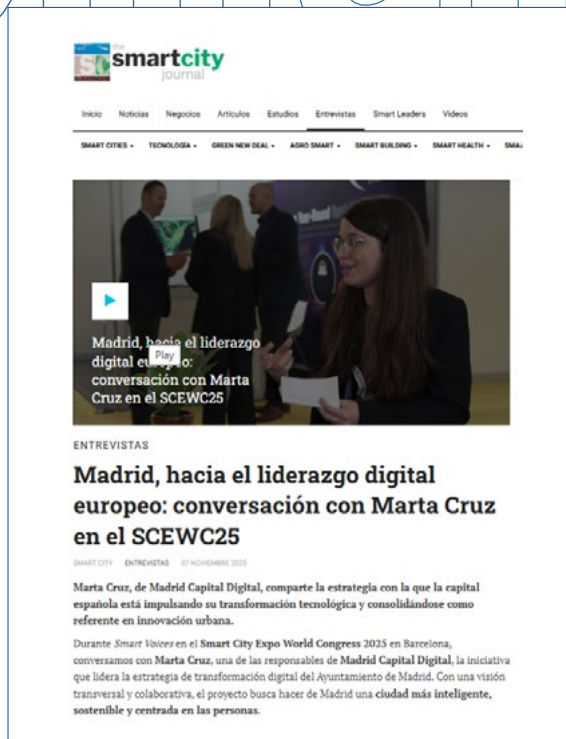 the
smartcity
journal
Inicio Noticias Negocios Artículos Estudios Entrevistas Smart Leaders Videos
SMART CITIES TECNOLOGÍA GREEN NEW DEAL AGRO SMART SMART BUILDING SMART HEALTH
Madrid, hacia el liderazgo
digital
conversación con Marta
Cruz en el SCEWC25
Play
ENTREVISTAS
Madrid, hacia el liderazgo digital
europeo: conversación con Marta Cruz
en el SCEWC25
SMART CITY ENTREVISTAS 07 NOVIEMBRE 2025
Marta Cruz, de Madrid Capital Digital, comparte la estrategia con la que la capital
española está impulsando su transformación tecnológica y consolidándose como
referente en innovación urbana.
Durante Smart Voices en el Smart City Expo World Congress 2025 en Barcelona,
conversamos con Marta Cruz, una de las responsables de Madrid Capital Digital, la iniciativa
que lidera la estrategia de transformación digital del Ayuntamiento de Madrid. Con una visión
transversal y colaborativa, el proyecto busca hacer de Madrid una ciudad más inteligente,
sostenible y centrada en las personas.